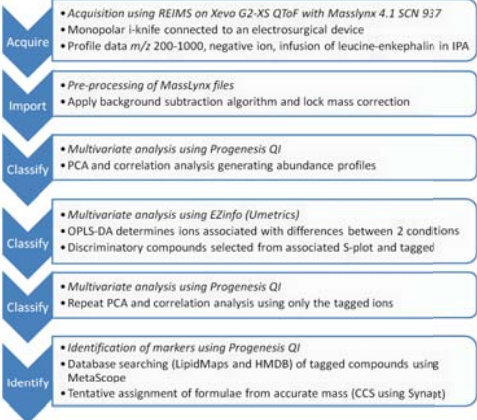 Acquire
• Acquisition using REIMS on Xevo G2-XS QToF with Masslynx 4.1 SCN 937
• Monopolar i-knife connected to an electrosurgical device
• Profile data m/z 200-1000, negative ion, infusion of leucine-enkephalin in IPA
Import
• Pre-processing of MassLynx files
• Apply background subtraction algorithm and lock mass correction
Classify
• Multivariate analysis using Progenesis QI
• PCA and correlation analysis generating abundance profiles
Classify
• Multivariate analysis using EZinfo (Umetrics)
• OPLS-DA determines ions associated with differences between 2 conditions
• Discriminatory compounds selected from associated S-plot and tagged
Classify
• Multivariate analysis using Progenesis QI
• Repeat PCA and correlation analysis using only the tagged ions
Identify
• Identification of markers using Progenesis QI
• Database searching (LipidMaps and HMDB) of tagged compounds using
MetaScope
• Tentative assignment of formulae from accurate mass (CCS using Synapt)